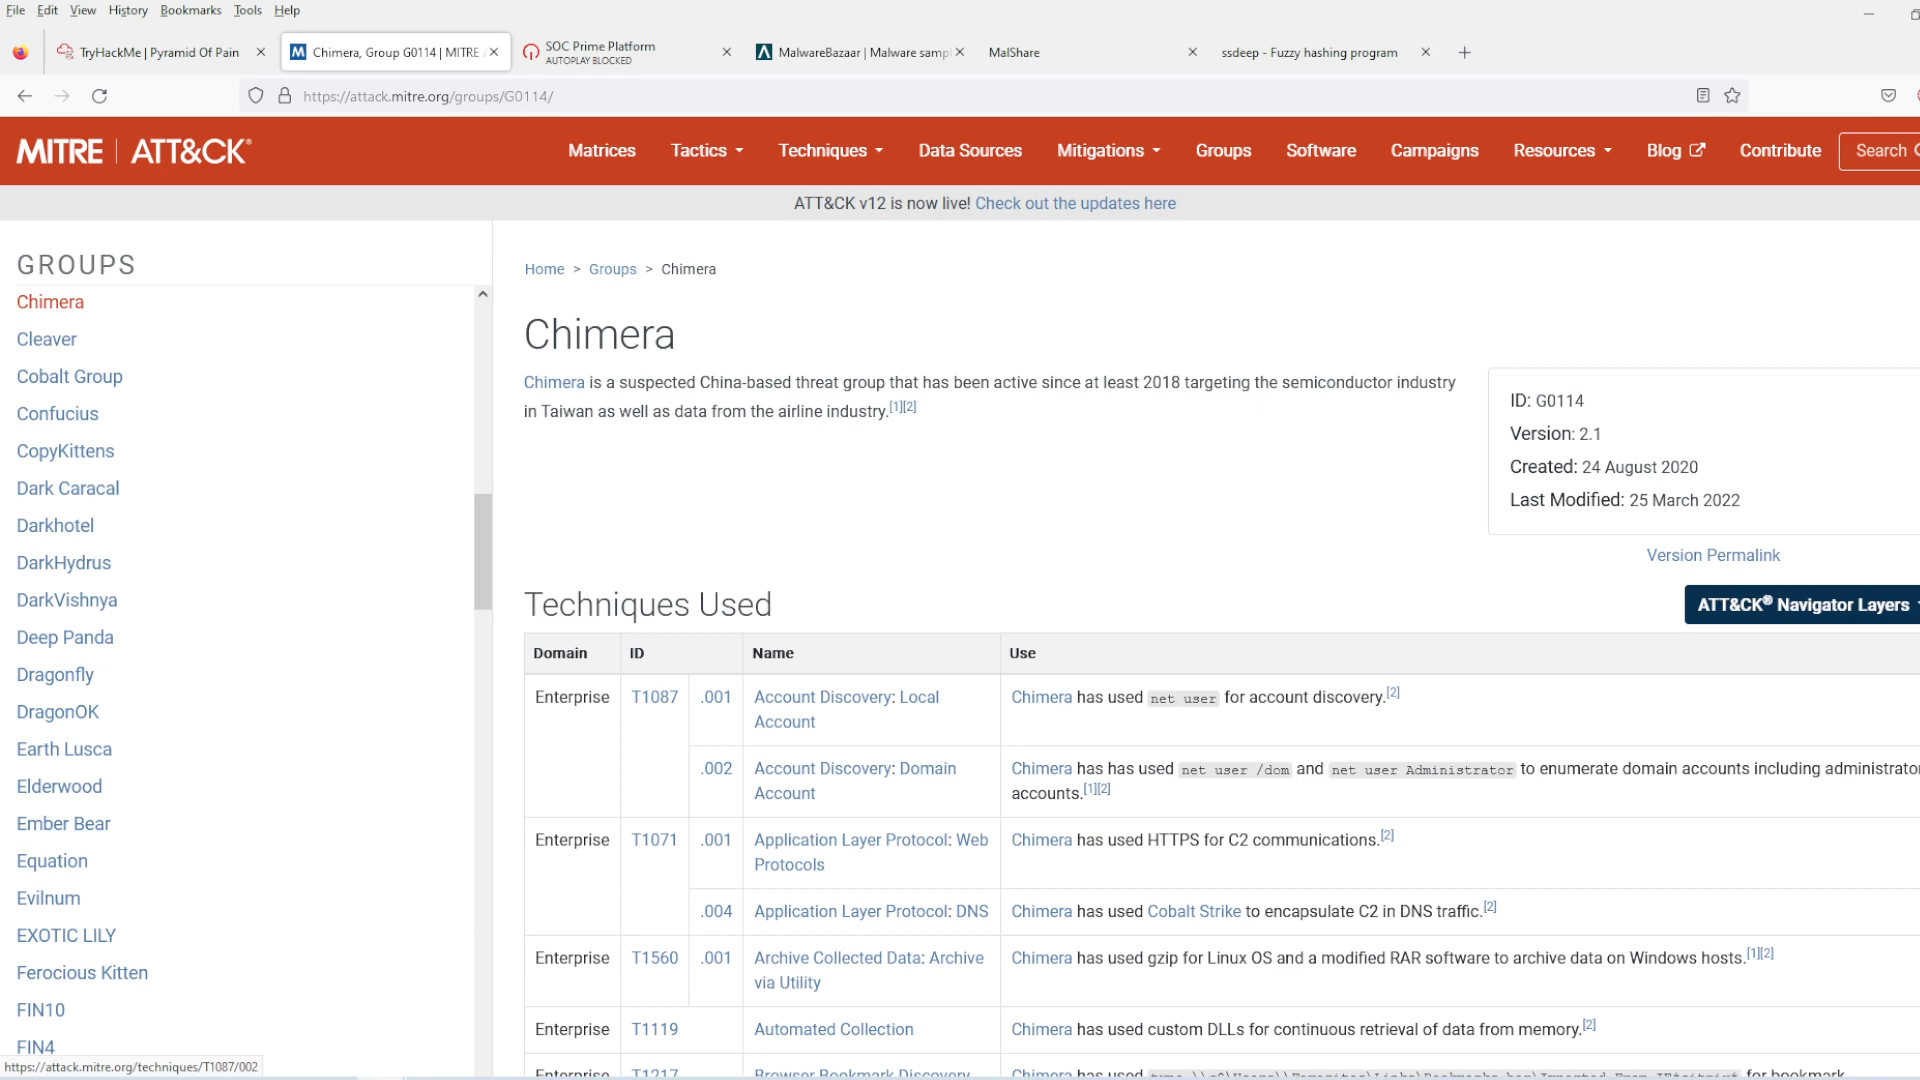 File Edit View History Bookmarks Tools Help
TryHackMe | Pyramid Of Pain
Chimera, Group G0114 | MITRE
SOC Prime Platform
AUTOPLAY BLOCKED
MalwareBazaar | Malware samp
MalShare
ssdeep - Fuzzy hashing program
https://attack.mitre.org/groups/G0114/
MITRE | ATT&CK®
Matrices Tactics Techniques Data Sources Mitigations Groups Software Campaigns Resources Blog Contribute Search
ATT&CK v12 is now live! Check out the updates here
GROUPS
Chimera
Cleaver
Cobalt Group
Confucius
CopyKittens
Dark Caracal
Darkhotel
DarkHydrus
DarkVishnya
Deep Panda
Dragonfly
DragonOK
Earth Lusca
Elderwood
Ember Bear
Equation
Evilnum
EXOTIC LILY
Ferocious Kitten
FIN10
FIN4
https://attack.mitre.org/techniques/T1087/002
Home > Groups > Chimera
Chimera
Chimera is a suspected China-based threat group that has been active since at least 2018 targeting the semiconductor industry
in Taiwan as well as data from the airline industry.[1][2]
ID: G0114
Version: 2.1
Created: 24 August 2020
Last Modified: 25 March 2022
Version Permalink
Techniques Used
ATT&CK® Navigator Layers
Domain ID Name Use
Enterprise T1087 .001 Account Discovery: Local
Account
Chimera has used net user for account discovery.[2]
.002 Account Discovery: Domain
Account
Chimera has has used net user /dom and net user Administrator to enumerate domain accounts including administrator
accounts.[1][2]
Enterprise T1071 .001 Application Layer Protocol: Web
Protocols
Chimera has used HTTPS for C2 communications.[2]
.004 Application Layer Protocol: DNS Chimera has used Cobalt Strike to encapsulate C2 in DNS traffic.[2]
Enterprise T1560 .001 Archive Collected Data: Archive
via Utility
Chimera has used gzip for Linux OS and a modified RAR software to archive data on Windows hosts.[1][2]
Enterprise T1119 Automated Collection Chimera has used custom DLLs for continuous retrieval of data from memory.[2]
Enterprise T1217 Browser Bookmark Discovery Chimera has used type for bookmark